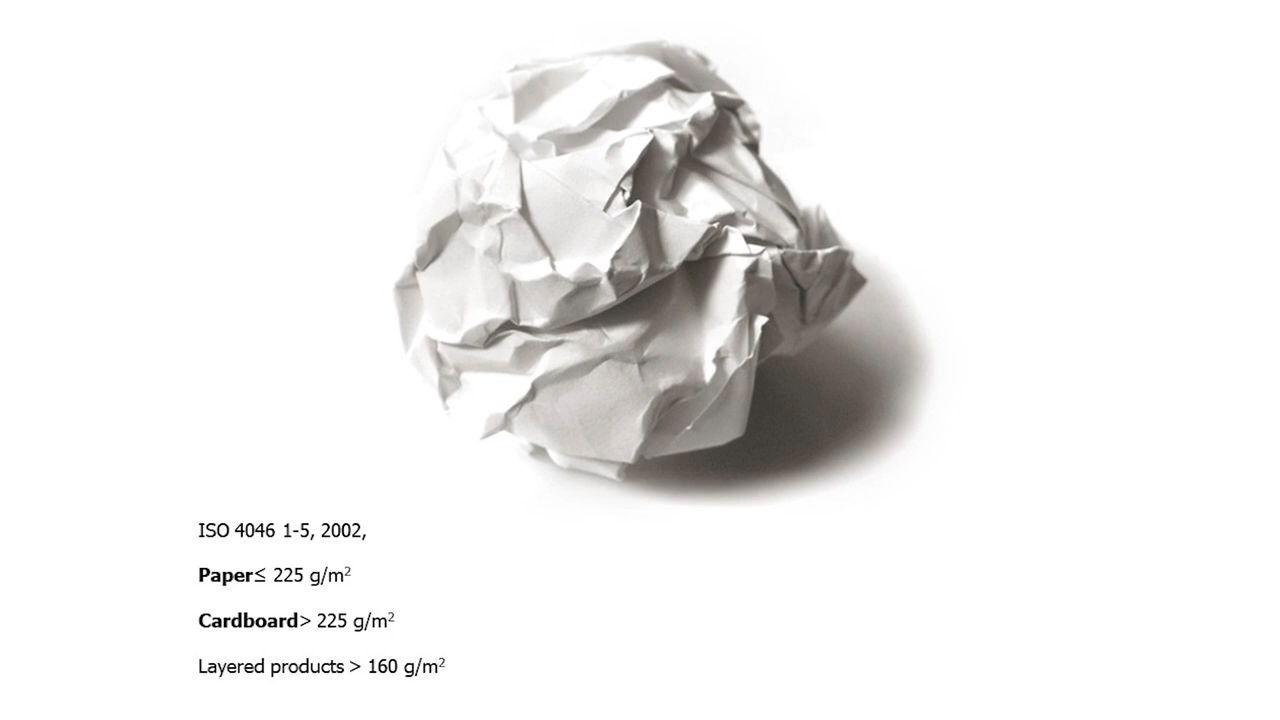 ISO 4046 1-5, 2002,
Paper≤ 225 g/m²
Cardboard> 225 g/m²
Layered products > 160 g/m²